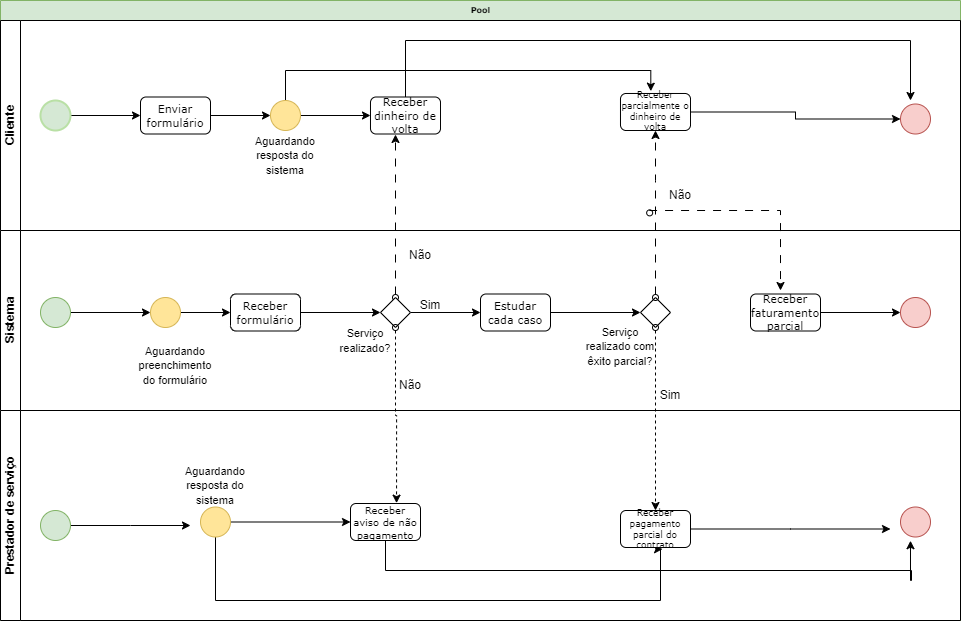 Pool
Cliente
Enviar
formulário
Aguardando
resposta do
sistema
Receber
dinheiro de
volta
Receber
parcialmente o
dinheiro de
volta
Não
Sistema
Não
Aguardando
preenchimento
do formulário
Receber
formulário
Serviço
realizado?
Sim
Estudar
cada caso
Serviço
realizado com
êxito parcial?
Receber
faturamento
parcial
Não
Sim
Prestador de serviço
Aguardando
resposta do
sistema
Receber
aviso de não
pagamento
Receber
pagamento
parcial do
contrato